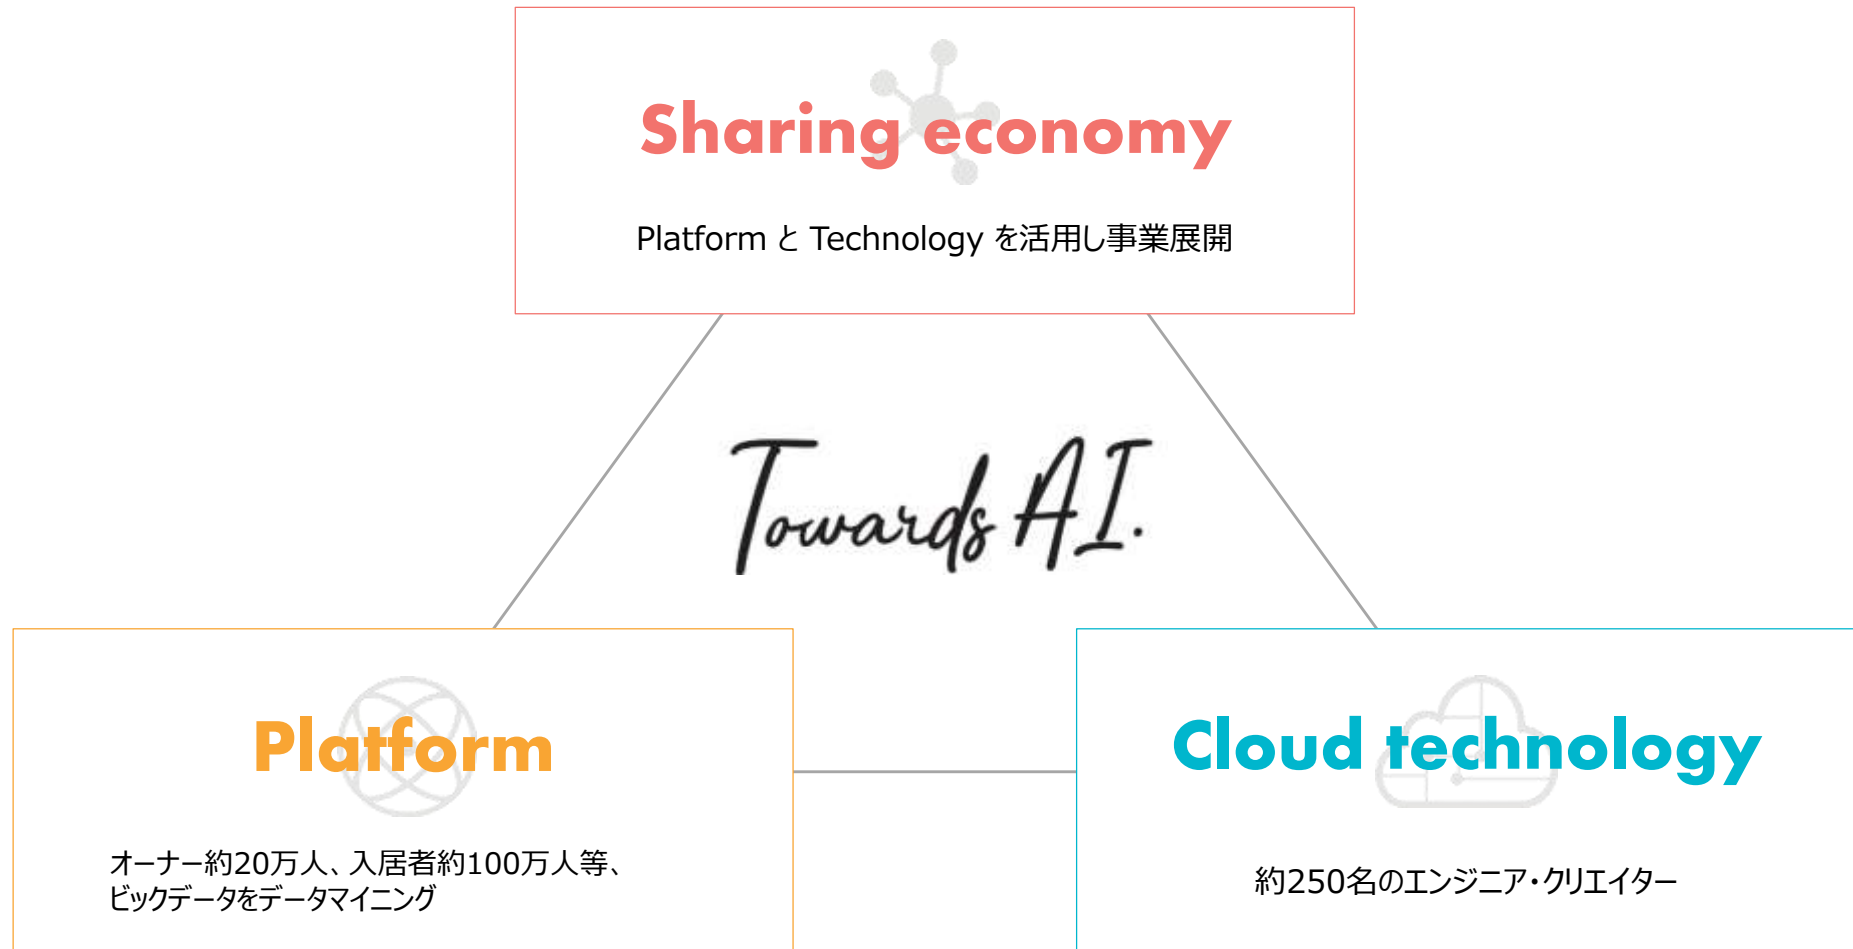 Sharing economy
Platform と Technology を活用し事業展開
Towards AI.
Platform
オーナー約20万人、入居者約100万人等、
ビックデータをデータマイニング
Cloud technology
約250名のエンジニア・クリエイター